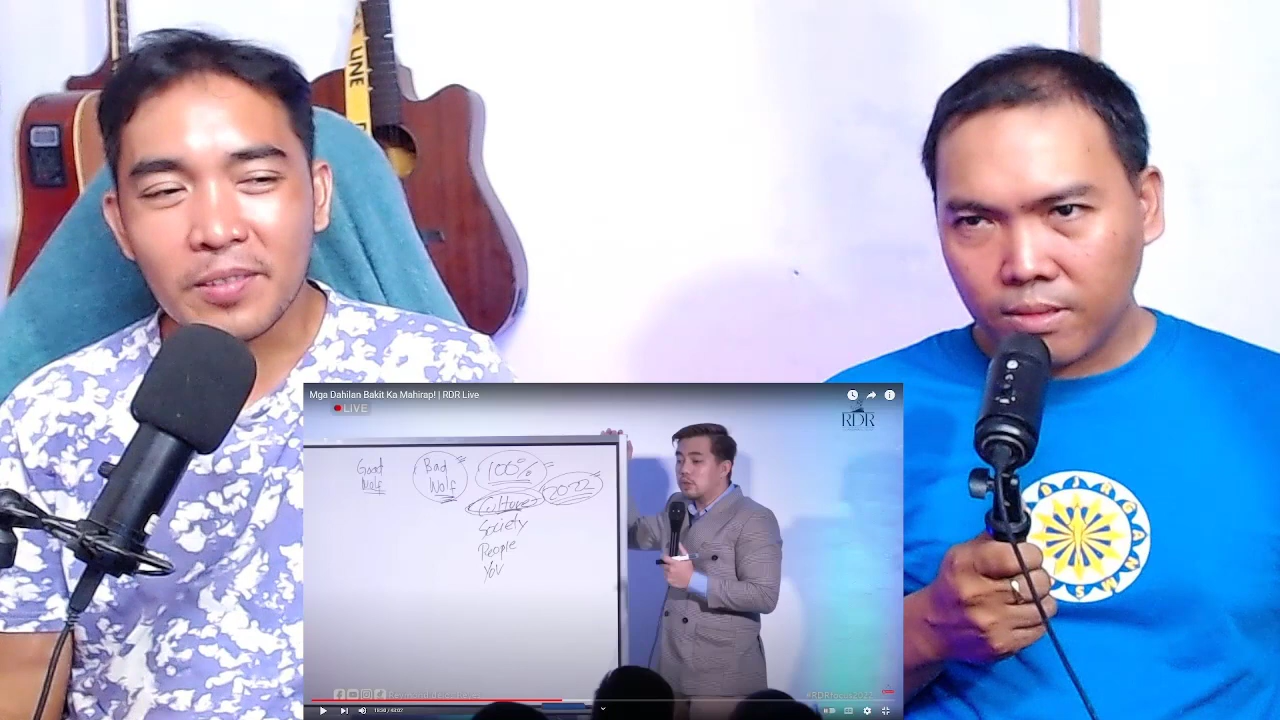 LINE
Mga Dahilan Bakit Ka Mahirap! | RDR Live
LIVE
RDR
Good
Wolf
Bad
Wolf
100%
Culture
2022
Society
People
You
#RDRfocus2022